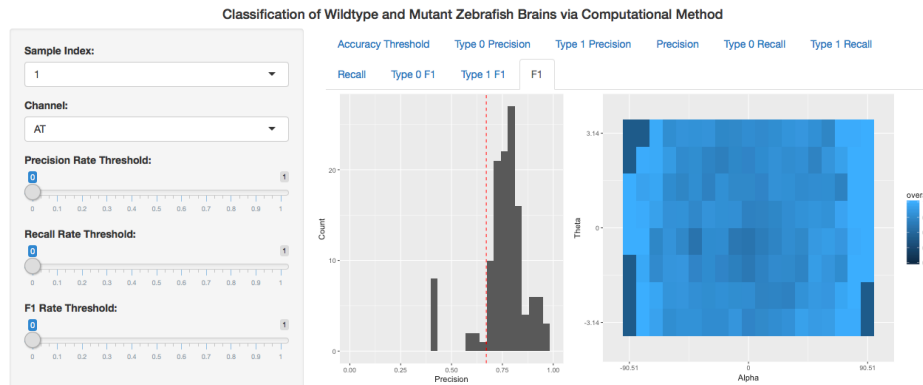 Classification of Wildtype and Mutant Zebrafish Brains via Computational Method
Sample Index:
1
Channel:
AT
Precision Rate Threshold:
0 1
0 0.1 0.2 0.3 0.4 0.5 0.6 0.7 0.8 0.9 1
Recall Rate Threshold:
0 1
0 0.1 0.2 0.3 0.4 0.5 0.6 0.7 0.8 0.9 1
F1 Rate Threshold:
0 1
0 0.1 0.2 0.3 0.4 0.5 0.6 0.7 0.8 0.9 1
Accuracy Threshold Type 0 Precision Type 1 Precision Precision Type 0 Recall Type 1 Recall
Recall Type 0 F1 Type 1 F1 F1
Count
20
10
0
0.00 0.25 0.50 0.75 1.00
Precision
Theta
3.14
0
-3.14
-90.51 0 90.51
Alpha
over